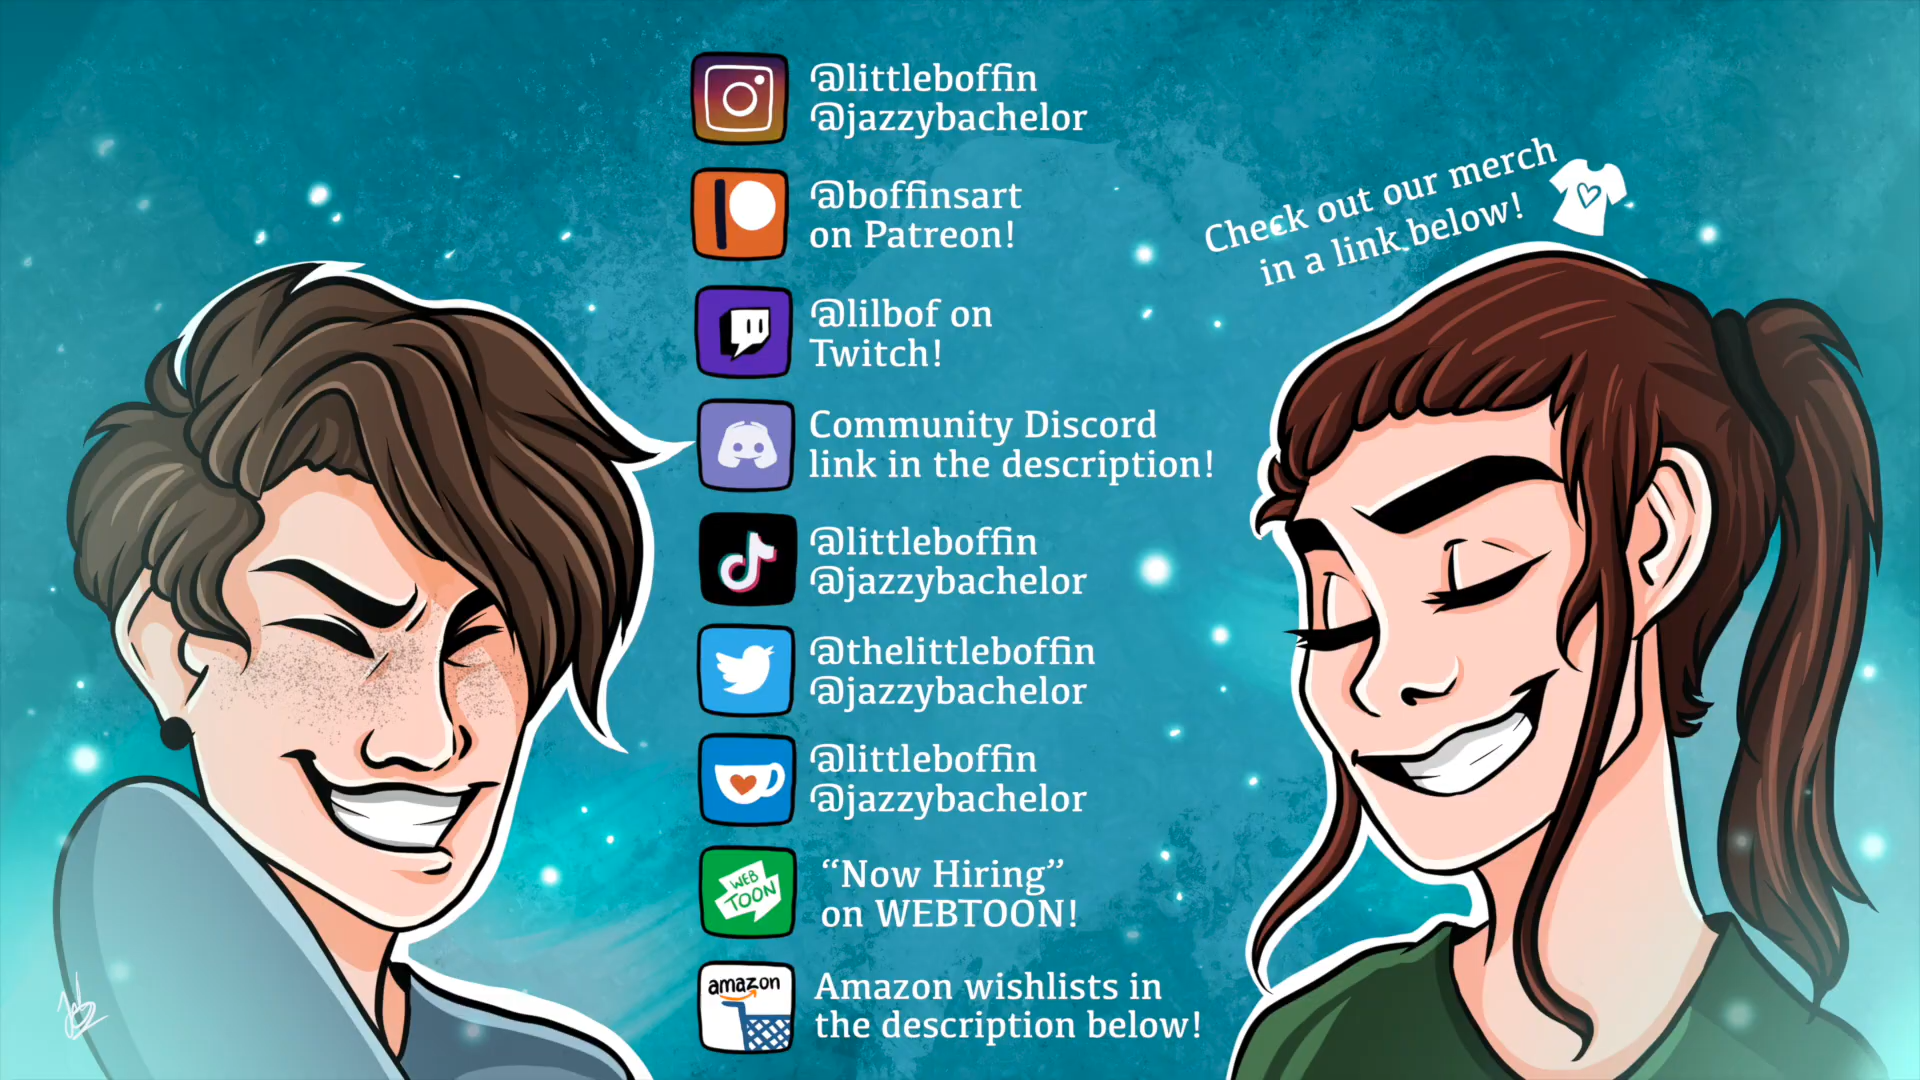 @littleboffin
@jazzybachelor
@boffinsart
on Patreon!
@lilbof on
Twitch!
Community Discord
link in the description!
@littleboffin
@jazzybachelor
@thelittleboffin
@jazzybachelor
@littleboffin
@jazzybachelor
WEB
TOON
“Now Hiring”
on WEBTOON!
amazon
Amazon wishlists in
the description below!
Check out our merch
in a link below!